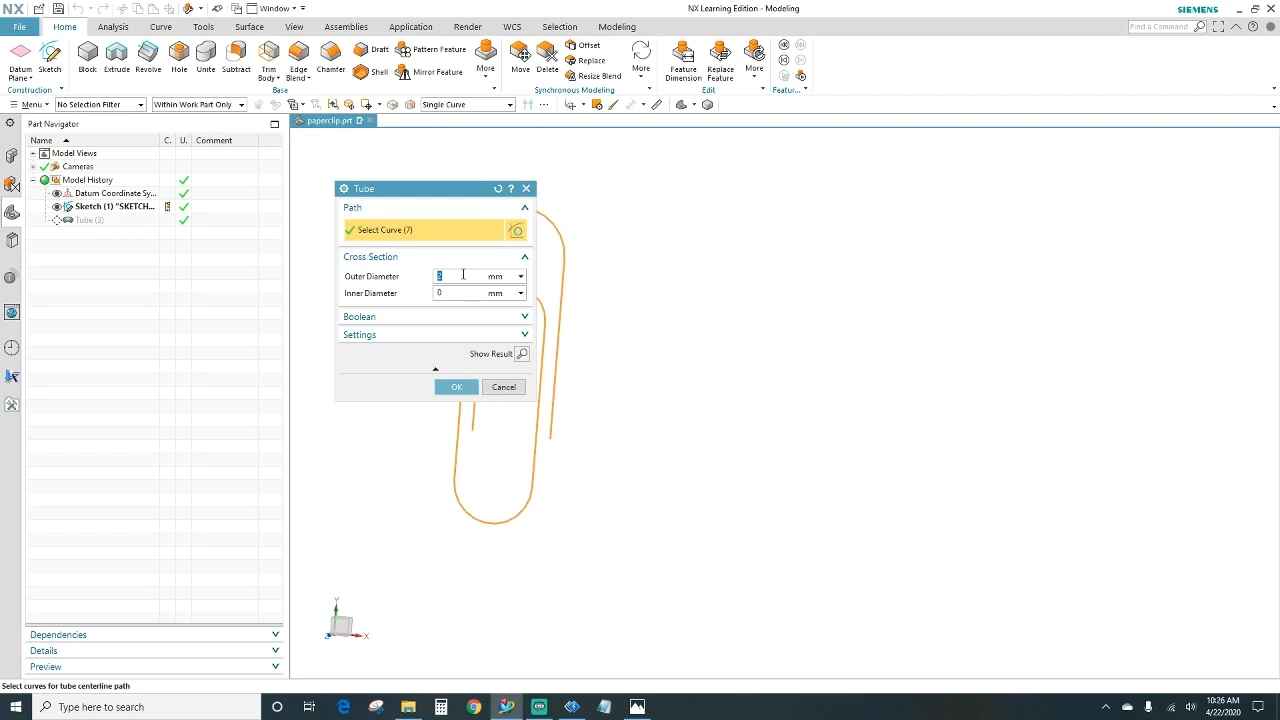 NX
Window
NX Learning Edition - Modeling
SIEMENS
File
Home
Analysis
Curve
Tools
Surface
View
Assemblies
Application
Render
WCS
Selection
Modeling
Find a Command
Datum Plane
Sketch
Block
Extrude
Revolve
Hole
Unite
Subtract
Trim Body
Edge Blend
Chamfer
Draft
Shell
Pattern Feature
Mirror Feature
More
Move
Delete
Offset
Replace
Resize Blend
More
Feature Dimension
Replace Feature
More
Construction
Base
Synchronous Modeling
Edit
Featur...
Menu
No Selection Filter
Within Work Part Only
Single Curve
Part Navigator
paperclip.prt
Name
C.
U.
Comment
Model Views
Cameras
Model History
Datum Coordinate Sy...
Sketch (1) "SKETCH...
Tube (3)
Tube
Path
Select Curve (7)
Cross Section
Outer Diameter
2 mm
Inner Diameter
0 mm
Boolean
Settings
Show Result
OK
Cancel
Y
Z
X
Dependencies
Details
Preview
Select curves for tube centerline path
Type here to search
10:26 AM
4/22/2020